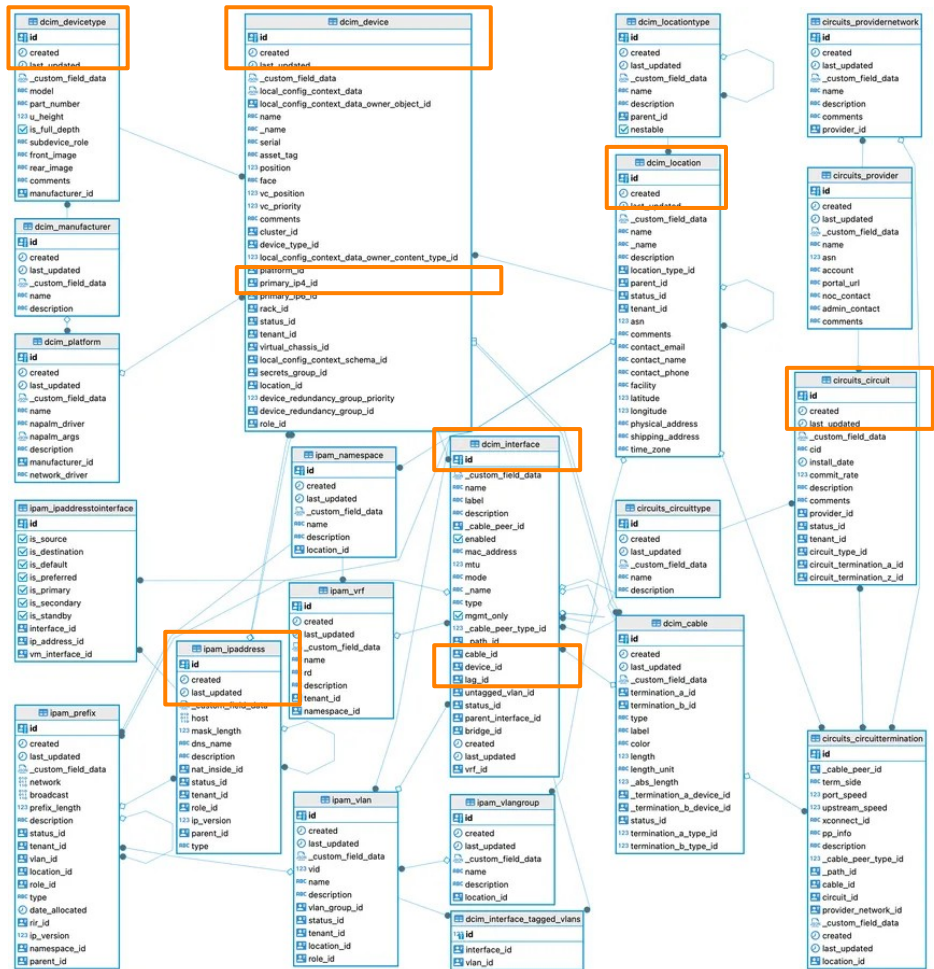 dcim_devicetype
id
created
last_updated
_custom_field_data
model
part_number
u_height
is_full_depth
subdevice_role
front_image
rear_image
comments
manufacturer_id
dcim_manufacturer
id
created
last_updated
_custom_field_data
name
description
dcim_platform
id
created
last_updated
_custom_field_data
name
napalm_driver
napalm_args
description
manufacturer_id
network_driver
dcim_device
id
created
last_updated
_custom_field_data
local_config_context_data
local_config_context_data_owner_object_id
name
_name
serial
asset_tag
position
face
vc_position
vc_priority
comments
cluster_id
device_type_id
local_config_context_data_owner_content_type_id
platform_id
primary_ip4_id
primary_ip6_id
rack_id
status_id
tenant_id
virtual_chassis_id
local_config_context_schema_id
secrets_group_id
location_id
device_redundancy_group_priority
device_redundancy_group_id
role_id
dcim_locationtype
id
created
last_updated
_custom_field_data
name
description
parent_id
nestable
dcim_location
id
created
last_updated
_custom_field_data
name
_name
description
location_type_id
parent_id
status_id
tenant_id
asn
comments
contact_email
contact_name
contact_phone
facility
latitude
longitude
physical_address
shipping_address
time_zone
circuits_providernetwork
id
created
last_updated
_custom_field_data
name
description
comments
provider_id
circuits_provider
id
created
last_updated
_custom_field_data
name
asn
account
portal_url
noc_contact
admin_contact
comments
circuits_circuit
id
created
last_updated
_custom_field_data
cid
install_date
commit_rate
description
comments
provider_id
status_id
tenant_id
circuit_type_id
circuit_termination_a_id
circuit_termination_z_id
ipam_namespace
id
created
last_updated
_custom_field_data
name
description
location_id
dcim_interface
id
_custom_field_data
name
label
description
_cable_peer_id
enabled
mac_address
mtu
mode
_name
type
mgmt_only
_cable_peer_type_id
_path_id
cable_id
device_id
lag_id
untagged_vlan_id
status_id
parent_interface_id
bridge_id
created
last_updated
vrf_id
circuits_circuittype
id
created
last_updated
_custom_field_data
name
description
ipam_ipaddresstointerface
id
is_source
is_destination
is_default
is_preferred
is_primary
is_secondary
is_standby
interface_id
ip_address_id
vm_interface_id
ipam_vrf
id
created
last_updated
_custom_field_data
name
rd
description
tenant_id
namespace_id
ipam_ipaddress
id
created
last_updated
_custom_field_data
host
mask_length
dns_name
description
nat_inside_id
status_id
tenant_id
role_id
ip_version
parent_id
type
dcim_cable
id
created
last_updated
_custom_field_data
termination_a_id
termination_b_id
type
label
color
length
length_unit
_abs_length
_termination_a_device_id
_termination_b_device_id
status_id
termination_a_type_id
termination_b_type_id
ipam_prefix
id
created
last_updated
_custom_field_data
network
broadcast
prefix_length
description
status_id
tenant_id
vlan_id
location_id
role_id
type
date_allocated
rir_id
ip_version
namespace_id
parent_id
ipam_vlan
id
created
last_updated
_custom_field_data
vid
name
description
vlan_group_id
status_id
tenant_id
location_id
role_id
ipam_vlangroup
id
created
last_updated
_custom_field_data
name
description
location_id
dcim_interface_tagged_vlans
id
interface_id
vlan_id
circuits_circuittermination
id
_cable_peer_id
term_side
port_speed
upstream_speed
xconnect_id
pp_info
description
_cable_peer_type_id
_path_id
cable_id
circuit_id
provider_network_id
_custom_field_data
created
last_updated
location_id